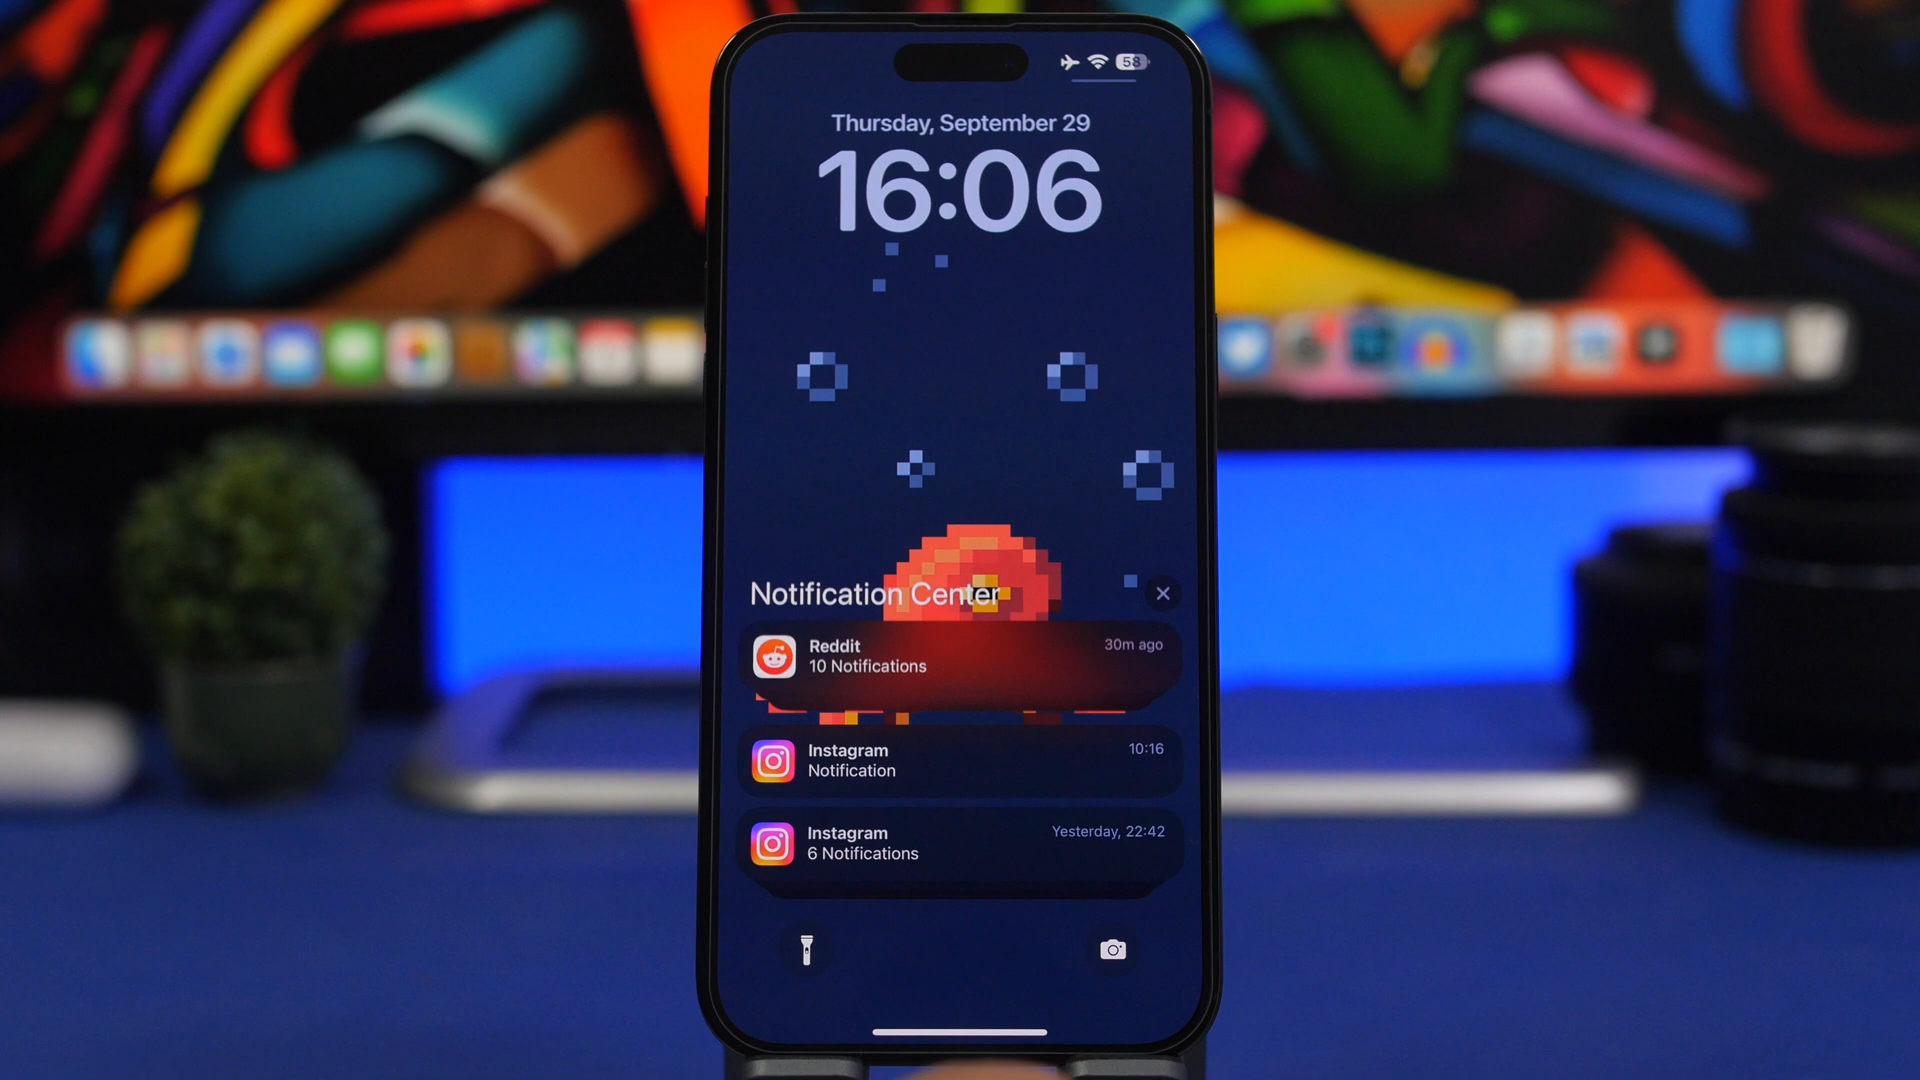 58
Thursday, September 29
16:06
Notification Center
Reddit
30m ago
10 Notifications
Instagram
10:16
Notification
Instagram
Yesterday, 22:42
6 Notifications